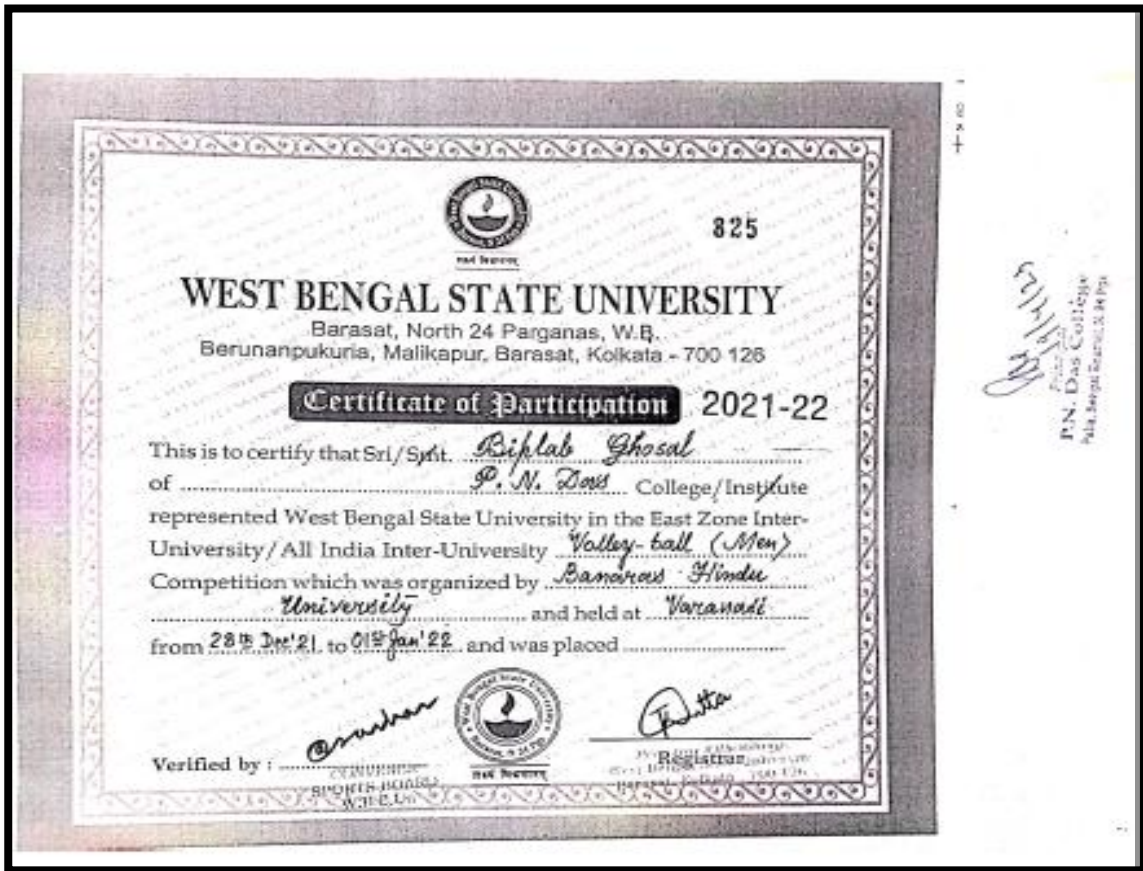 825
WEST BENGAL STATE UNIVERSITY
Barasat, North 24 Parganas, W.B.
Berunanpukuria, Malikapur, Barasat, Kolkata - 700 126
Certificate of Participation 2021-22
This is to certify that Sri/Smt. Biplab Ghosal
of P. N. Das College/Institute
represented West Bengal State University in the East Zone Inter-
University/All India Inter-University Volley-ball (Men)
Competition which was organized by Banaras Hindu
University and held at Varanasi
from 28th Dec'21 to 01st Jan'22 and was placed
West Bengal State University
Verified by :
CONVENER
SPORTS BOARD
Registrar
P.N. Das College